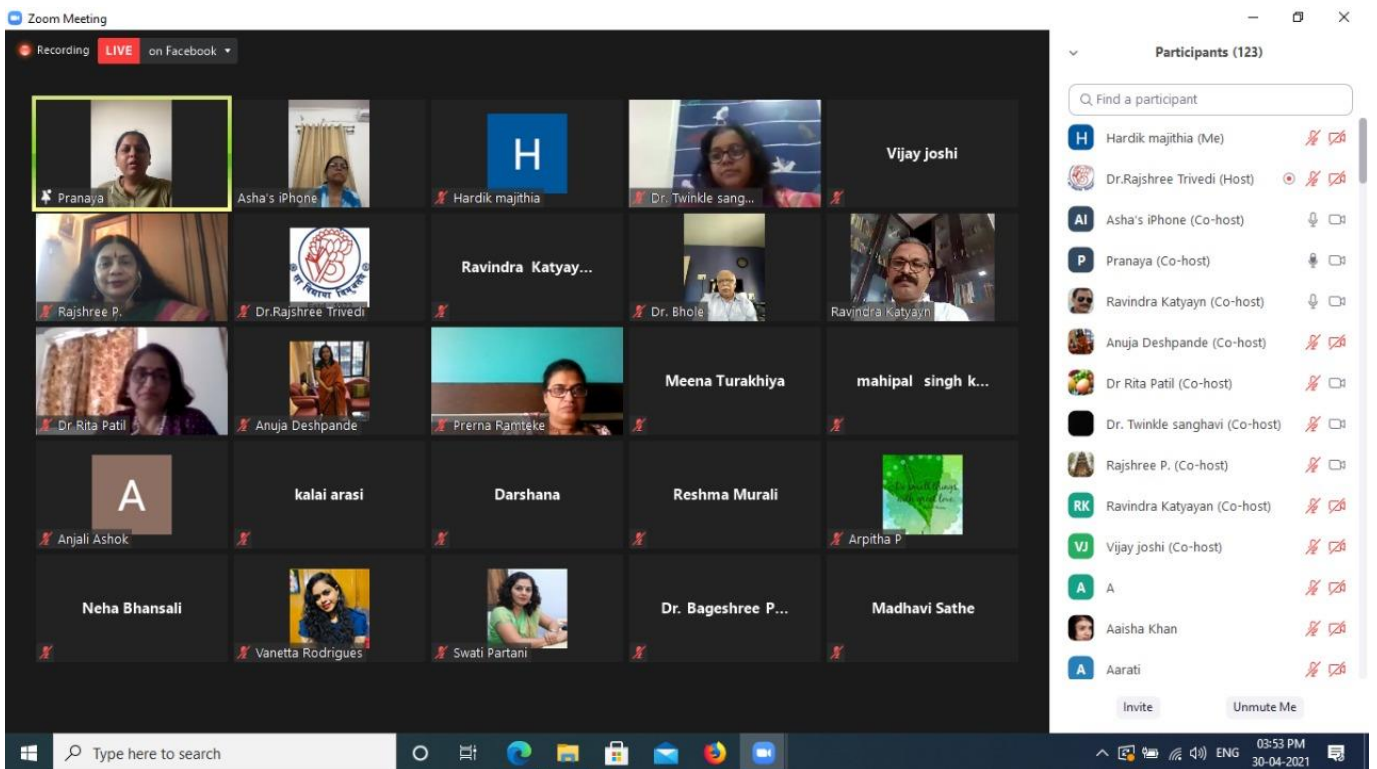 Zoom Meeting
Recording LIVE on Facebook
Pranaya
Asha's iPhone
H
Hardik majithia
Dr. Twinkle sang...
Vijay joshi
Rajshree P.
Dr.Rajshree Trivedi
Ravindra Katyay...
Dr. Bhole
Ravindra Katyayn
Dr Rita Patil
Anuja Deshpande
Prerna Ramteke
Meena Turakhiya
mahipal singh k...
A
Anjali Ashok
kalai arasi
Darshana
Reshma Murali
Arpitha P
Neha Bhansali
Vanetta Rodrigues
Swati Partani
Dr. Bageshree P...
Madhavi Sathe
Participants (123)
Find a participant
H Hardik majithia (Me)
Dr.Rajshree Trivedi (Host)
AI Asha's iPhone (Co-host)
P Pranaya (Co-host)
Ravindra Katyayn (Co-host)
Anuja Deshpande (Co-host)
Dr Rita Patil (Co-host)
Dr. Twinkle sanghavi (Co-host)
Rajshree P. (Co-host)
RK Ravindra Katyayan (Co-host)
VJ Vijay joshi (Co-host)
A A
Aaisha Khan
A Aarati
Invite Unmute Me
Type here to search
ENG
03:53 PM
30-04-2021